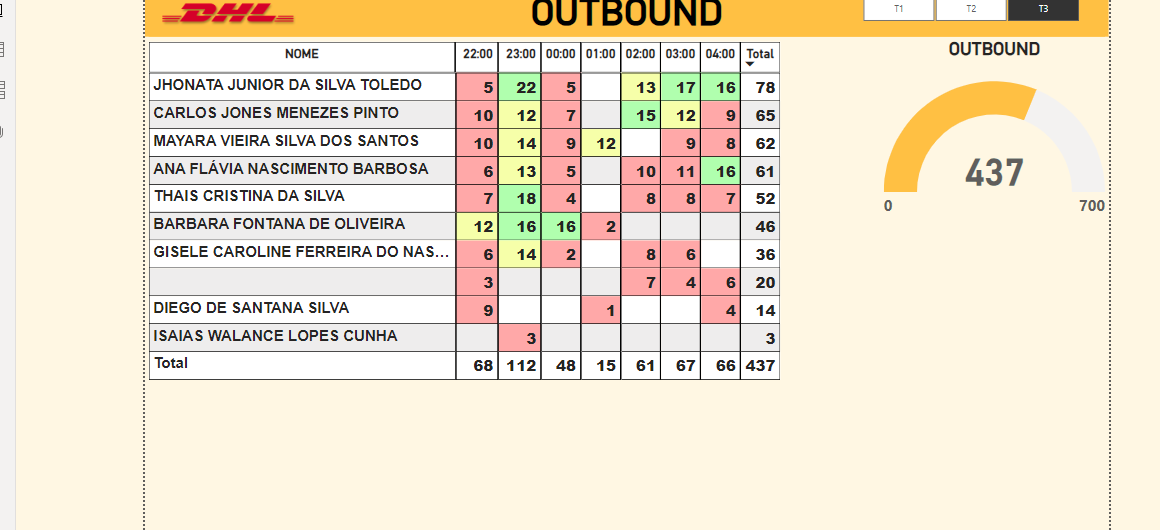 DHL
OUTBOUND
T1 T2 T3
NOME 22:00 23:00 00:00 01:00 02:00 03:00 04:00 Total
JHONATA JUNIOR DA SILVA TOLEDO 5 22 5 13 17 16 78
CARLOS JONES MENEZES PINTO 10 12 7 15 12 9 65
MAYARA VIEIRA SILVA DOS SANTOS 10 14 9 12 9 8 62
ANA FLÁVIA NASCIMENTO BARBOSA 6 13 5 10 11 16 61
THAIS CRISTINA DA SILVA 7 18 4 8 8 7 52
BARBARA FONTANA DE OLIVEIRA 12 16 16 2 46
GISELE CAROLINE FERREIRA DO NAS... 6 14 2 8 6 36
3 7 4 6 20
DIEGO DE SANTANA SILVA 9 1 4 14
ISAIAS WALANCE LOPES CUNHA 3 3
Total 68 112 48 15 61 67 66 437
OUTBOUND
437
0 700